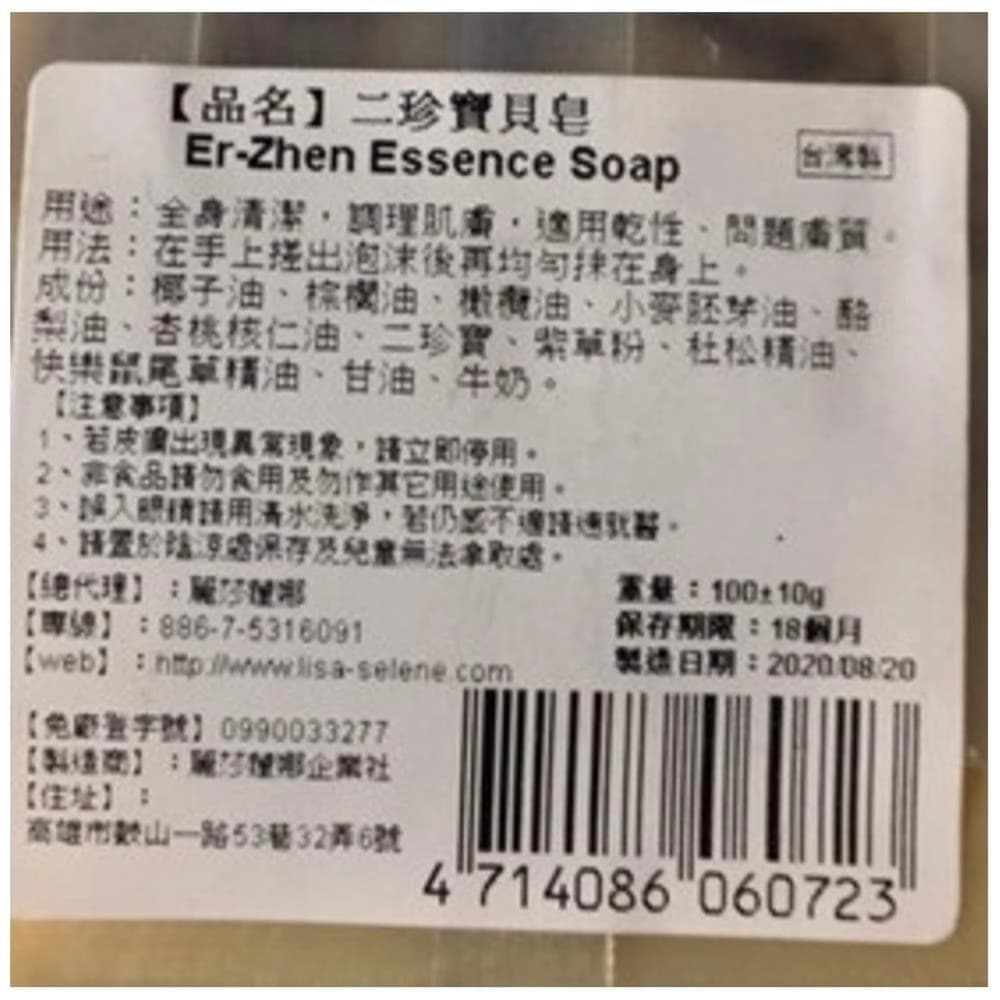 【品名】二珍寶貝皂
Er-Zhen Essence Soap
台灣製
用途：全身清潔，調理肌膚，適用乾性、問題膚質。
用法：在手上搓出泡沫後再均勻抹在身上。
成份：椰子油、棕櫚油、橄欖油、小麥胚芽油、酪
梨油、杏桃核仁油、二珍寶、紫草粉、杜松精油、
快樂鼠尾草精油、甘油、牛奶。
【注意事項】
1、若皮膚出現異常現象，請立即停用。
2、非食品請勿食用及勿作其它用途使用。
3、誤入眼睛請用清水洗淨，若仍感不適請速就醫。
4、請置於陰涼處保存及兒童無法拿取處。
【總代理】：麗莎
【專線】：886-7-5316091
【web】：http://www.lisa-selene.com
重量：100±10g
保存期限：18個月
製造日期：2020/08/20
【免廠登字號】0990033277
【製造商】：麗莎企業社
【住址】：
高雄市鼓山一路53巷32弄6號
4 714086 060723